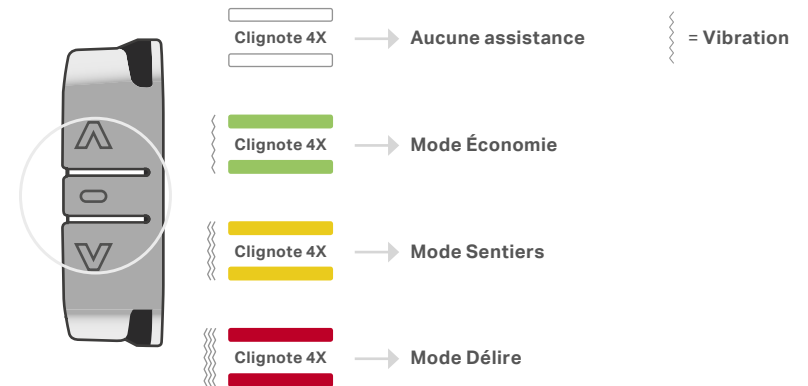 Clignote 4X
Aucune assistance
= Vibration
Clignote 4X
Mode Économie
Clignote 4X
Mode Sentiers
Clignote 4X
Mode Délire